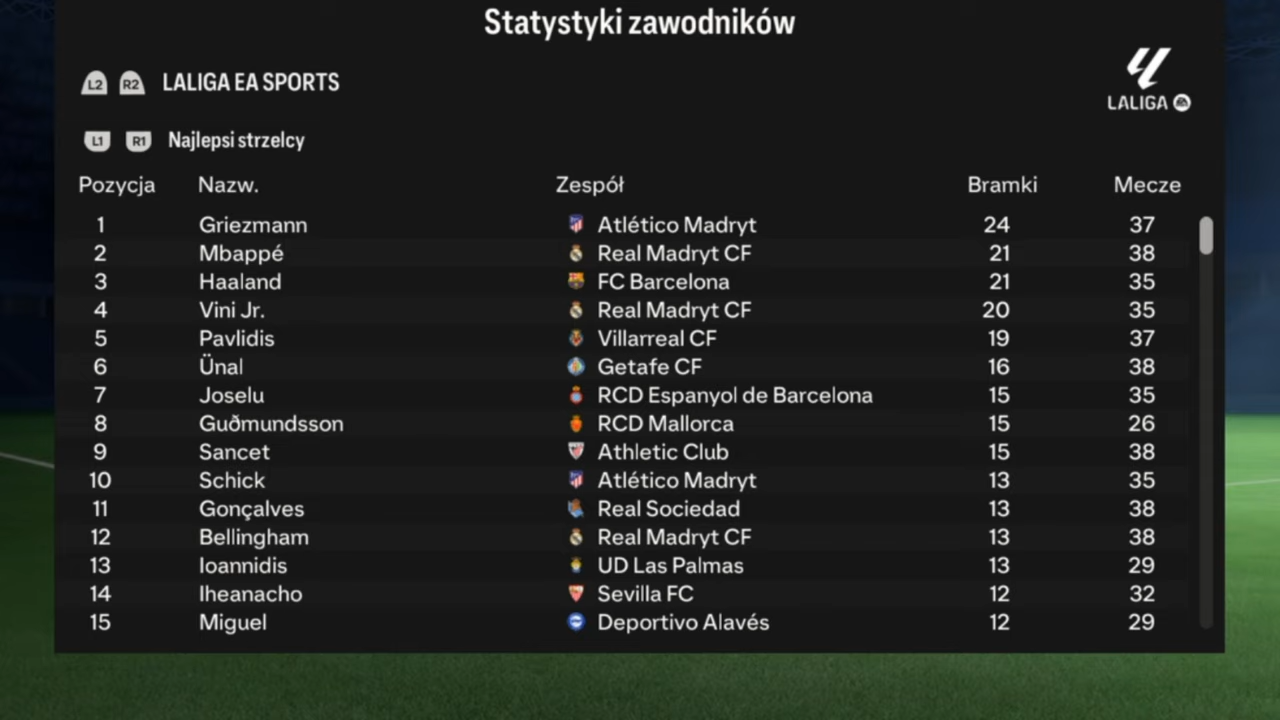 Statystyki zawodników
L2 R2 LALIGA EA SPORTS
LALIGA EA
L1 R1 Najlepsi strzelcy
Pozycja Nazw. Zespół Bramki Mecze
1 Griezmann Atlético Madryt 24 37
2 Mbappé Real Madryt CF 21 38
3 Haaland FC Barcelona 21 35
4 Vini Jr. Real Madryt CF 20 35
5 Pavlidis Villarreal CF 19 37
6 Ünal Getafe CF 16 38
7 Joselu RCD Espanyol de Barcelona 15 35
8 Guðmundsson RCD Mallorca 15 26
9 Sancet Athletic Club 15 38
10 Schick Atlético Madryt 13 35
11 Gonçalves Real Sociedad 13 38
12 Bellingham Real Madryt CF 13 38
13 Ioannidis UD Las Palmas 13 29
14 Iheanacho Sevilla FC 12 32
15 Miguel Deportivo Alavés 12 29